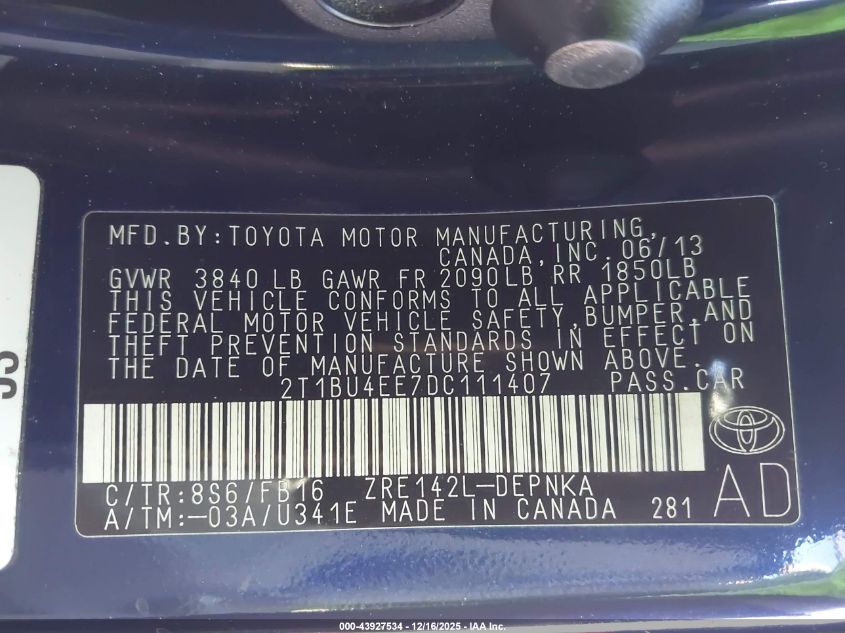 MFD.BY:TOYOTA MOTOR MANUFACTURING,
CANADA,INC. 06/13
GVWR 3840 LB GAWR FR 2090LB RR 1850LB
THIS VEHICLE CONFORMS TO ALL APPLICABLE
FEDERAL MOTOR VEHICLE SAFETY,BUMPER,AND
THEFT PREVENTION STANDARDS IN EFFECT ON
THE DATE OF MANUFACTURE SHOWN ABOVE.
2T1BU4EE7DC111407 PASS.CAR
C/TR:8S6/FB16 ZRE142L-DEPNKA
A/TM:-03A/U341E MADE IN CANADA 281
AD
000-43927534 - 12/16/2025 - IAA Inc.